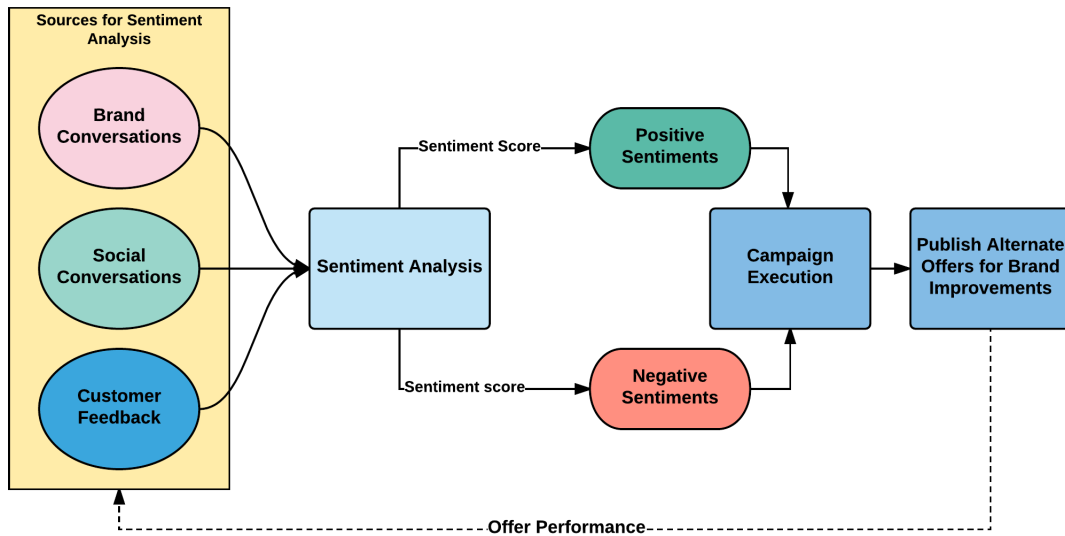 Sources for Sentiment
Analysis
Brand
Conversations
Social
Conversations
Customer
Feedback
Sentiment Analysis
Sentiment Score
Sentiment score
Positive
Sentiments
Negative
Sentiments
Campaign
Execution
Publish Alternate
Offers for Brand
Improvements
Offer Performance